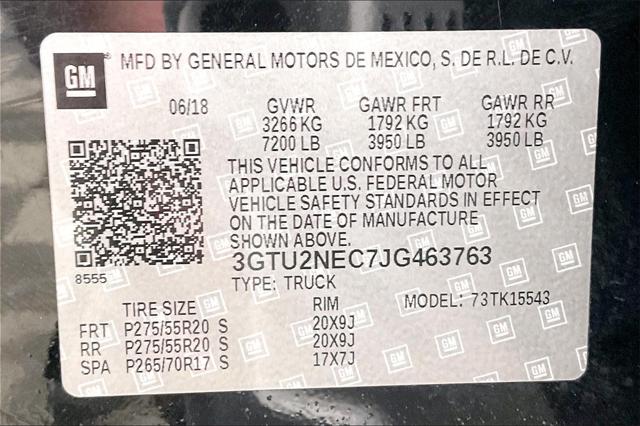 GM MFD BY GENERAL MOTORS DE MEXICO, S. DE R.L. DE C.V.
06/18 GVWR GAWR FRT GAWR RR
3266 KG 1792 KG 1792 KG
7200 LB 3950 LB 3950 LB
THIS VEHICLE CONFORMS TO ALL
APPLICABLE U.S. FEDERAL MOTOR
VEHICLE SAFETY STANDARDS IN EFFECT
ON THE DATE OF MANUFACTURE
SHOWN ABOVE.
3GTU2NEC7JG463763
8555
TYPE: TRUCK
MODEL: 73TK15543
TIRE SIZE RIM
FRT P275/55R20 S 20X9J
RR P275/55R20 S 20X9J
SPA P265/70R17 S 17X7J